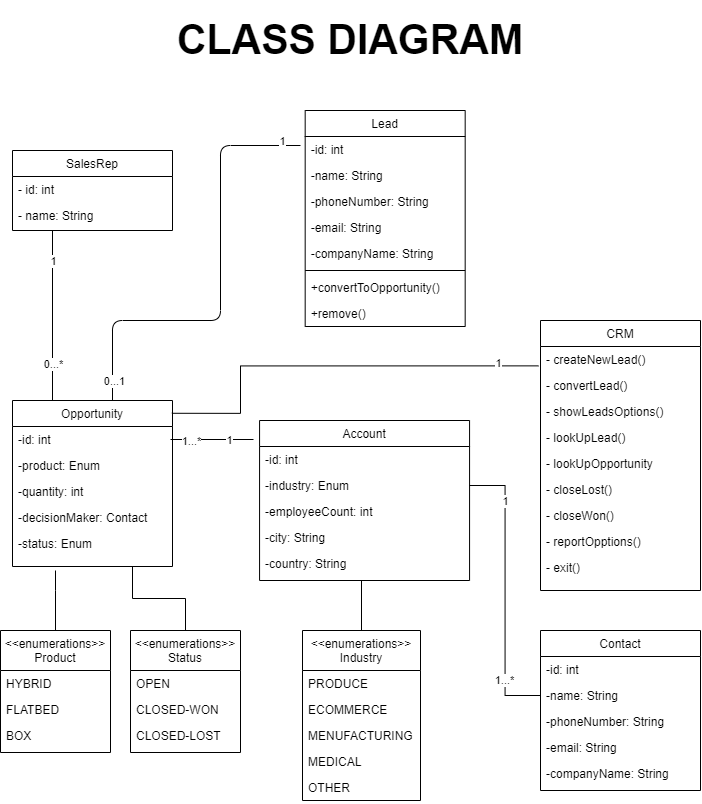 CLASS DIAGRAM
Lead
-id: int
-name: String
-phoneNumber: String
-email: String
-companyName: String
+convertToOpportunity()
+remove()
1
SalesRep
- id: int
- name: String
1
0...*
0...1
CRM
- createNewLead()
- convertLead()
- showLeadsOptions()
- lookUpLead()
- lookUpOpportunity
- closeLost()
- closeWon()
- reportOpptions()
- exit()
1
Opportunity
-id: int
-product: Enum
-quantity: int
-decisionMaker: Contact
-status: Enum
1...*
1
Account
-id: int
-industry: Enum
-employeeCount: int
-city: String
-country: String
1
1...*
<<enumerations>>
Product
HYBRID
FLATBED
BOX
<<enumerations>>
Status
OPEN
CLOSED-WON
CLOSED-LOST
<<enumerations>>
Industry
PRODUCE
ECOMMERCE
MENUFACTURING
MEDICAL
OTHER
Contact
-id: int
-name: String
-phoneNumber: String
-email: String
-companyName: String